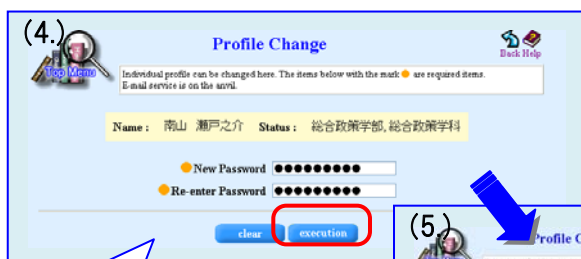 (4.)
Profile Change
Top Menu
Back Help
Individual profile can be changed here. The items below with the mark ● are required items.
E-mail service is on the anvil.
Name : 南山 瀬戸之介 Status : 総合政策学部,総合政策学科
●New Password ●●●●●●●●●
●Re-enter Password ●●●●●●●●●
clear execution
(5.)
Profile C